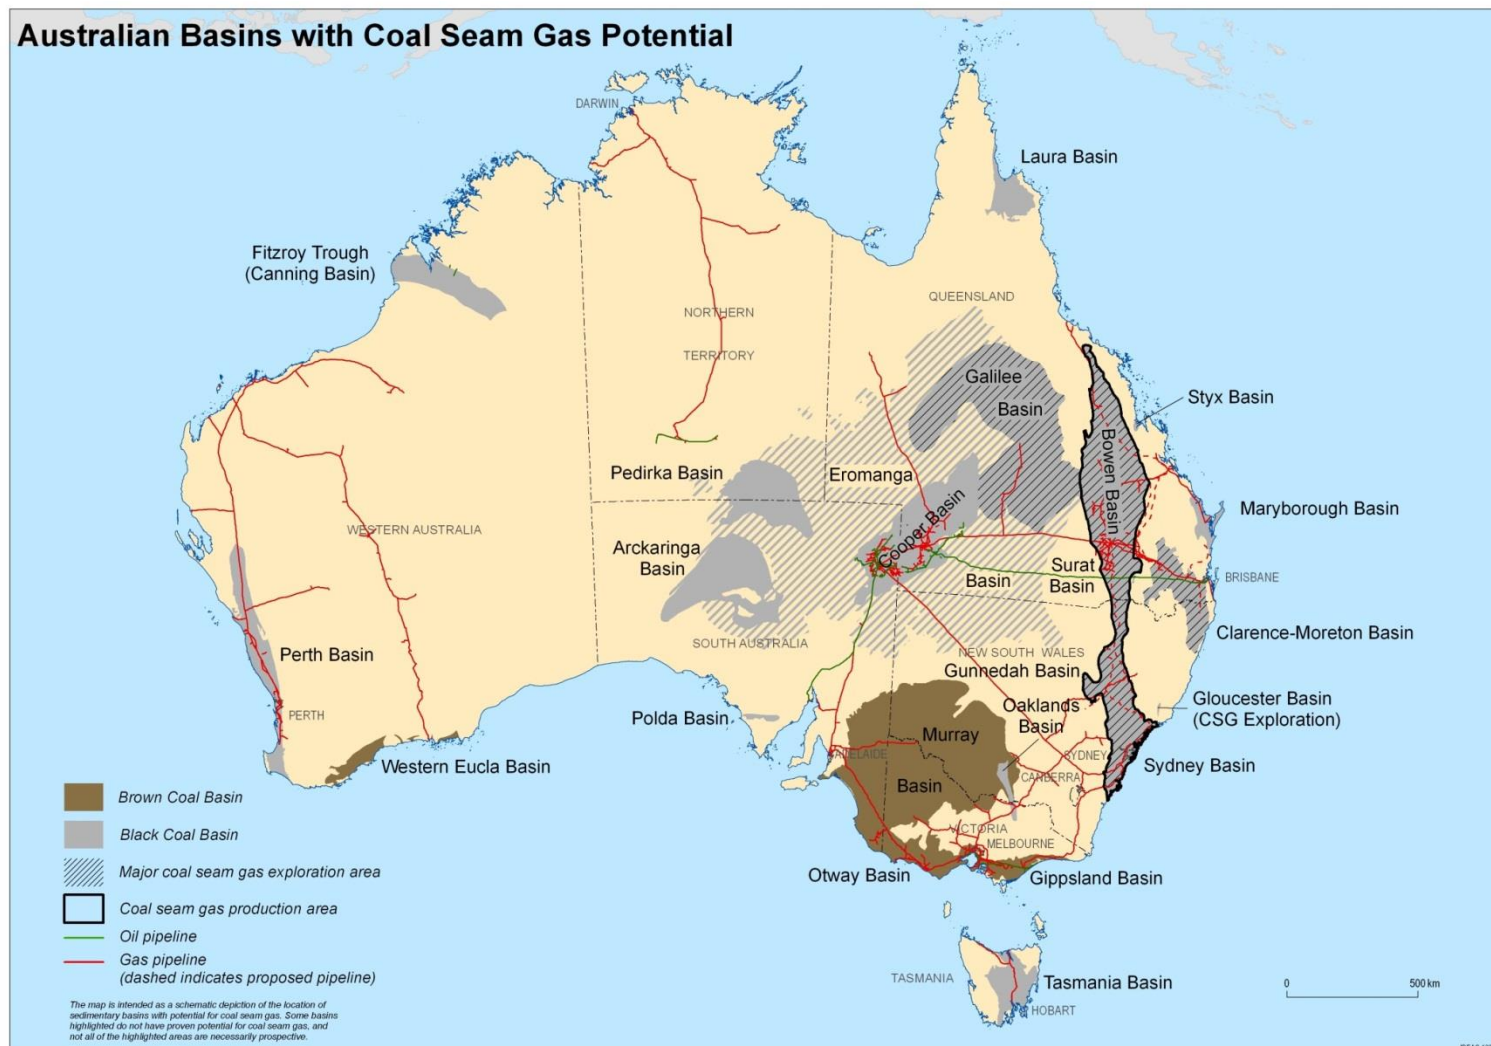 Australian Basins with Coal Seam Gas Potential
DARWIN
Laura Basin
Fitzroy Trough
(Canning Basin)
QUEENSLAND
NORTHERN
TERRITORY
Galilee
Basin
Styx Basin
Bowen Basin
Pedirka Basin
Eromanga
Cooper Basin
Maryborough Basin
WESTERN AUSTRALIA
Arckaringa
Basin
Surat
Basin
Basin
BRISBANE
SOUTH AUSTRALIA
Clarence-Moreton Basin
NEW SOUTH WALES
Perth Basin
Gunnedah Basin
PERTH
Polda Basin
Oaklands
Basin
Gloucester Basin
(CSG Exploration)
Murray
Basin
ADELAIDE
SYDNEY
CANBERRA
Sydney Basin
Western Eucla Basin
VICTORIA
MELBOURNE
Otway Basin
Gippsland Basin
TASMANIA
Tasmania Basin
HOBART
Brown Coal Basin
Black Coal Basin
Major coal seam gas exploration area
Coal seam gas production area
Oil pipeline
Gas pipeline
(dashed indicates proposed pipeline)
The map is intended as a schematic depiction of the location of
sedimentary basins with potential for coal seam gas. Some basins
highlighted do not have proven potential for coal seam gas, and
not all of the highlighted areas are necessarily prospective.
0 500 km